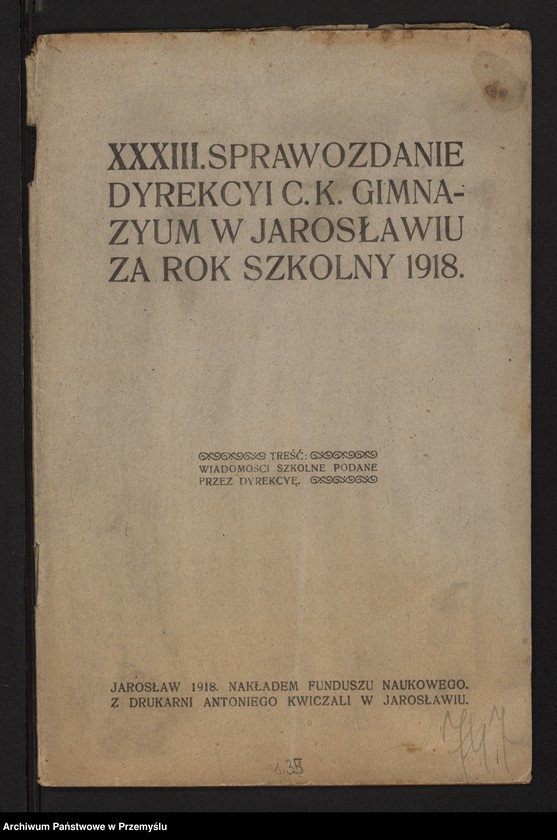 XXXIII. SPRAWOZDANIE
DYREKCYI C. K. GIMNA-
ZYUM W JAROSŁAWIU
ZA ROK SZKOLNY 1918.
TREŚĆ:
WIADOMOŚCI SZKOLNE PODANE
PRZEZ DYREKCYĘ.
JAROSŁAW 1918. NAKŁADEM FUNDUSZU NAUKOWEGO.
Z DRUKARNI ANTONIEGO KWICZALI W JAROSŁAWIU.
Archiwum Państwowe w Przemyślu